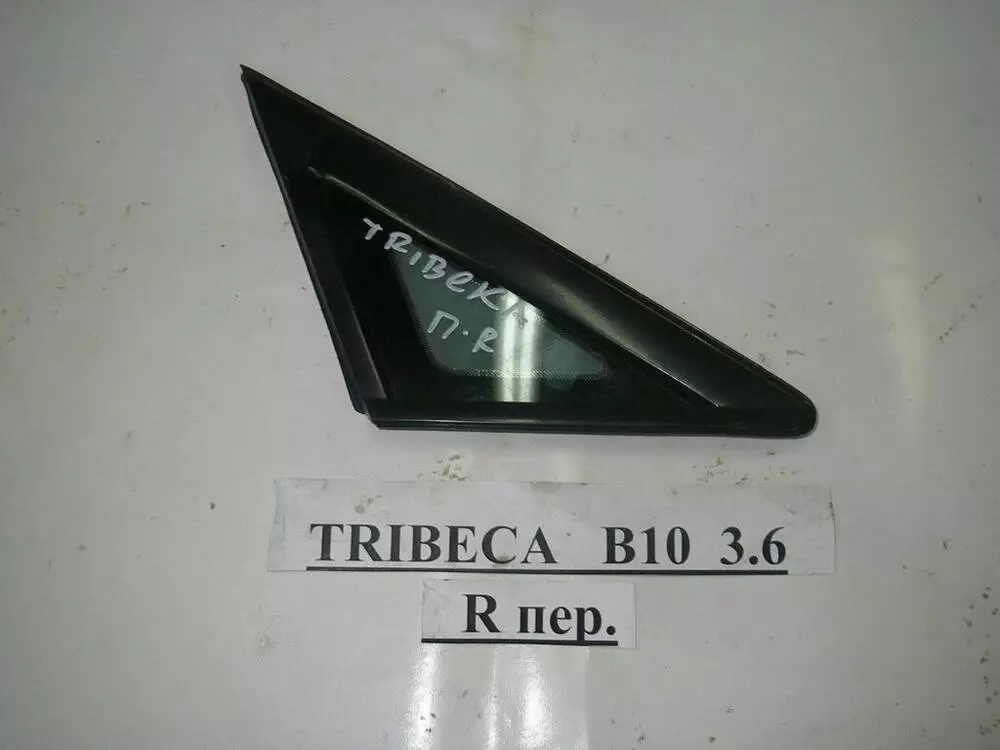 TRIBEKA
П.R
TRIBECA B10 3.6
R пер.